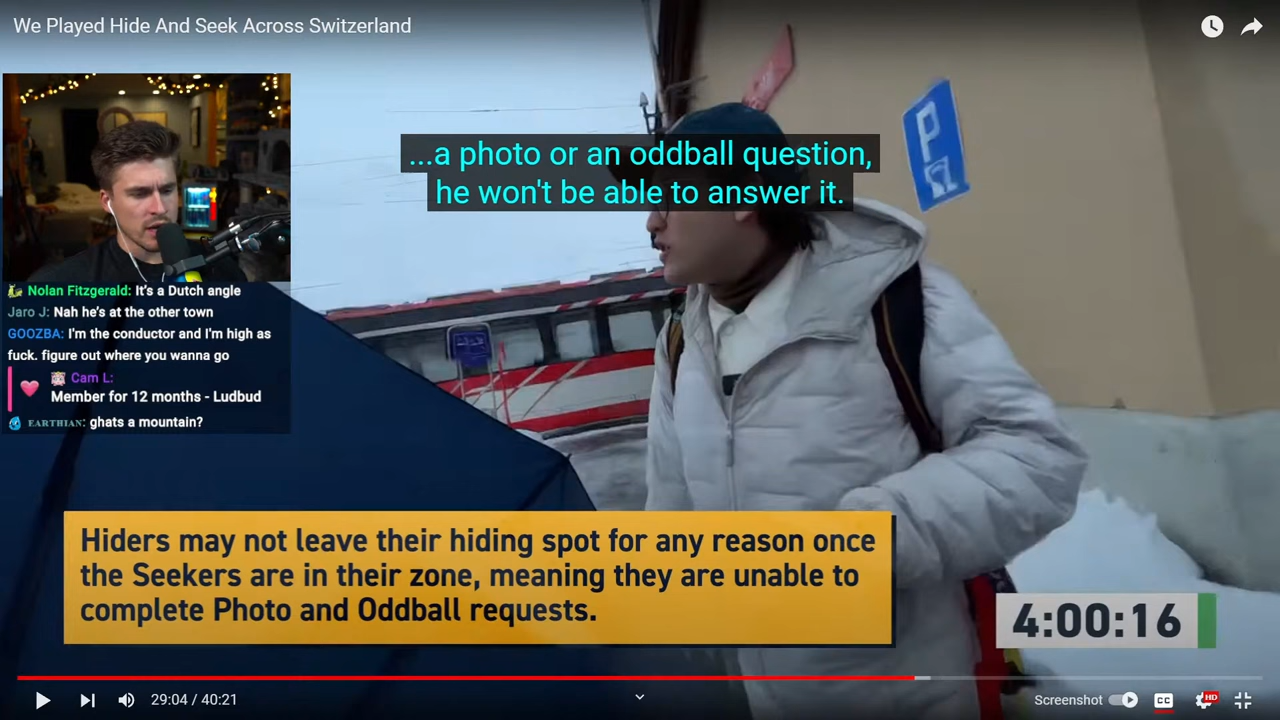 We Played Hide And Seek Across Switzerland
...a photo or an oddball question,
he won't be able to answer it.
P
Nolan Fitzgerald: It's a Dutch angle
Jaro J: Nah he's at the other town
GOOZBA: I'm the conductor and I'm high as
fuck. figure out where you wanna go
Cam L:
Member for 12 months - Ludbud
EARTHIAN: ghats a mountain?
Hiders may not leave their hiding spot for any reason once
the Seekers are in their zone, meaning they are unable to
complete Photo and Oddball requests.
4:00:16
29:04 / 40:21
Screenshot
CC
HD